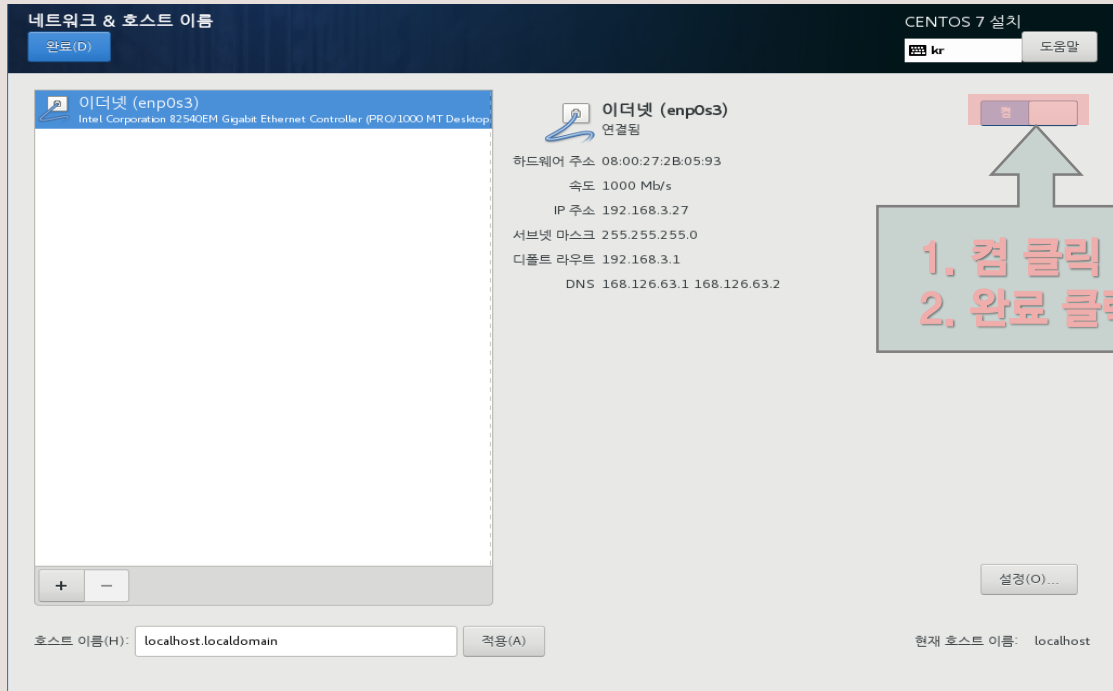 네트워크 & 호스트 이름
CENTOS 7 설치
완료(D)
kr
도움말
이더넷 (enp0s3)
Intel Corporation 82540EM Gigabit Ethernet Controller (PRO/1000 MT Desktop
이더넷 (enp0s3)
연결됨
켬
하드웨어 주소 08:00:27:2B:05:93
속도 1000 Mb/s
IP 주소 192.168.3.27
서브넷 마스크 255.255.255.0
디폴트 라우트 192.168.3.1
DNS 168.126.63.1 168.126.63.2
1. 켬 클릭
2. 완료 클릭
+
−
설정(O)...
호스트 이름(H):
localhost.localdomain
적용(A)
현재 호스트 이름: localhost